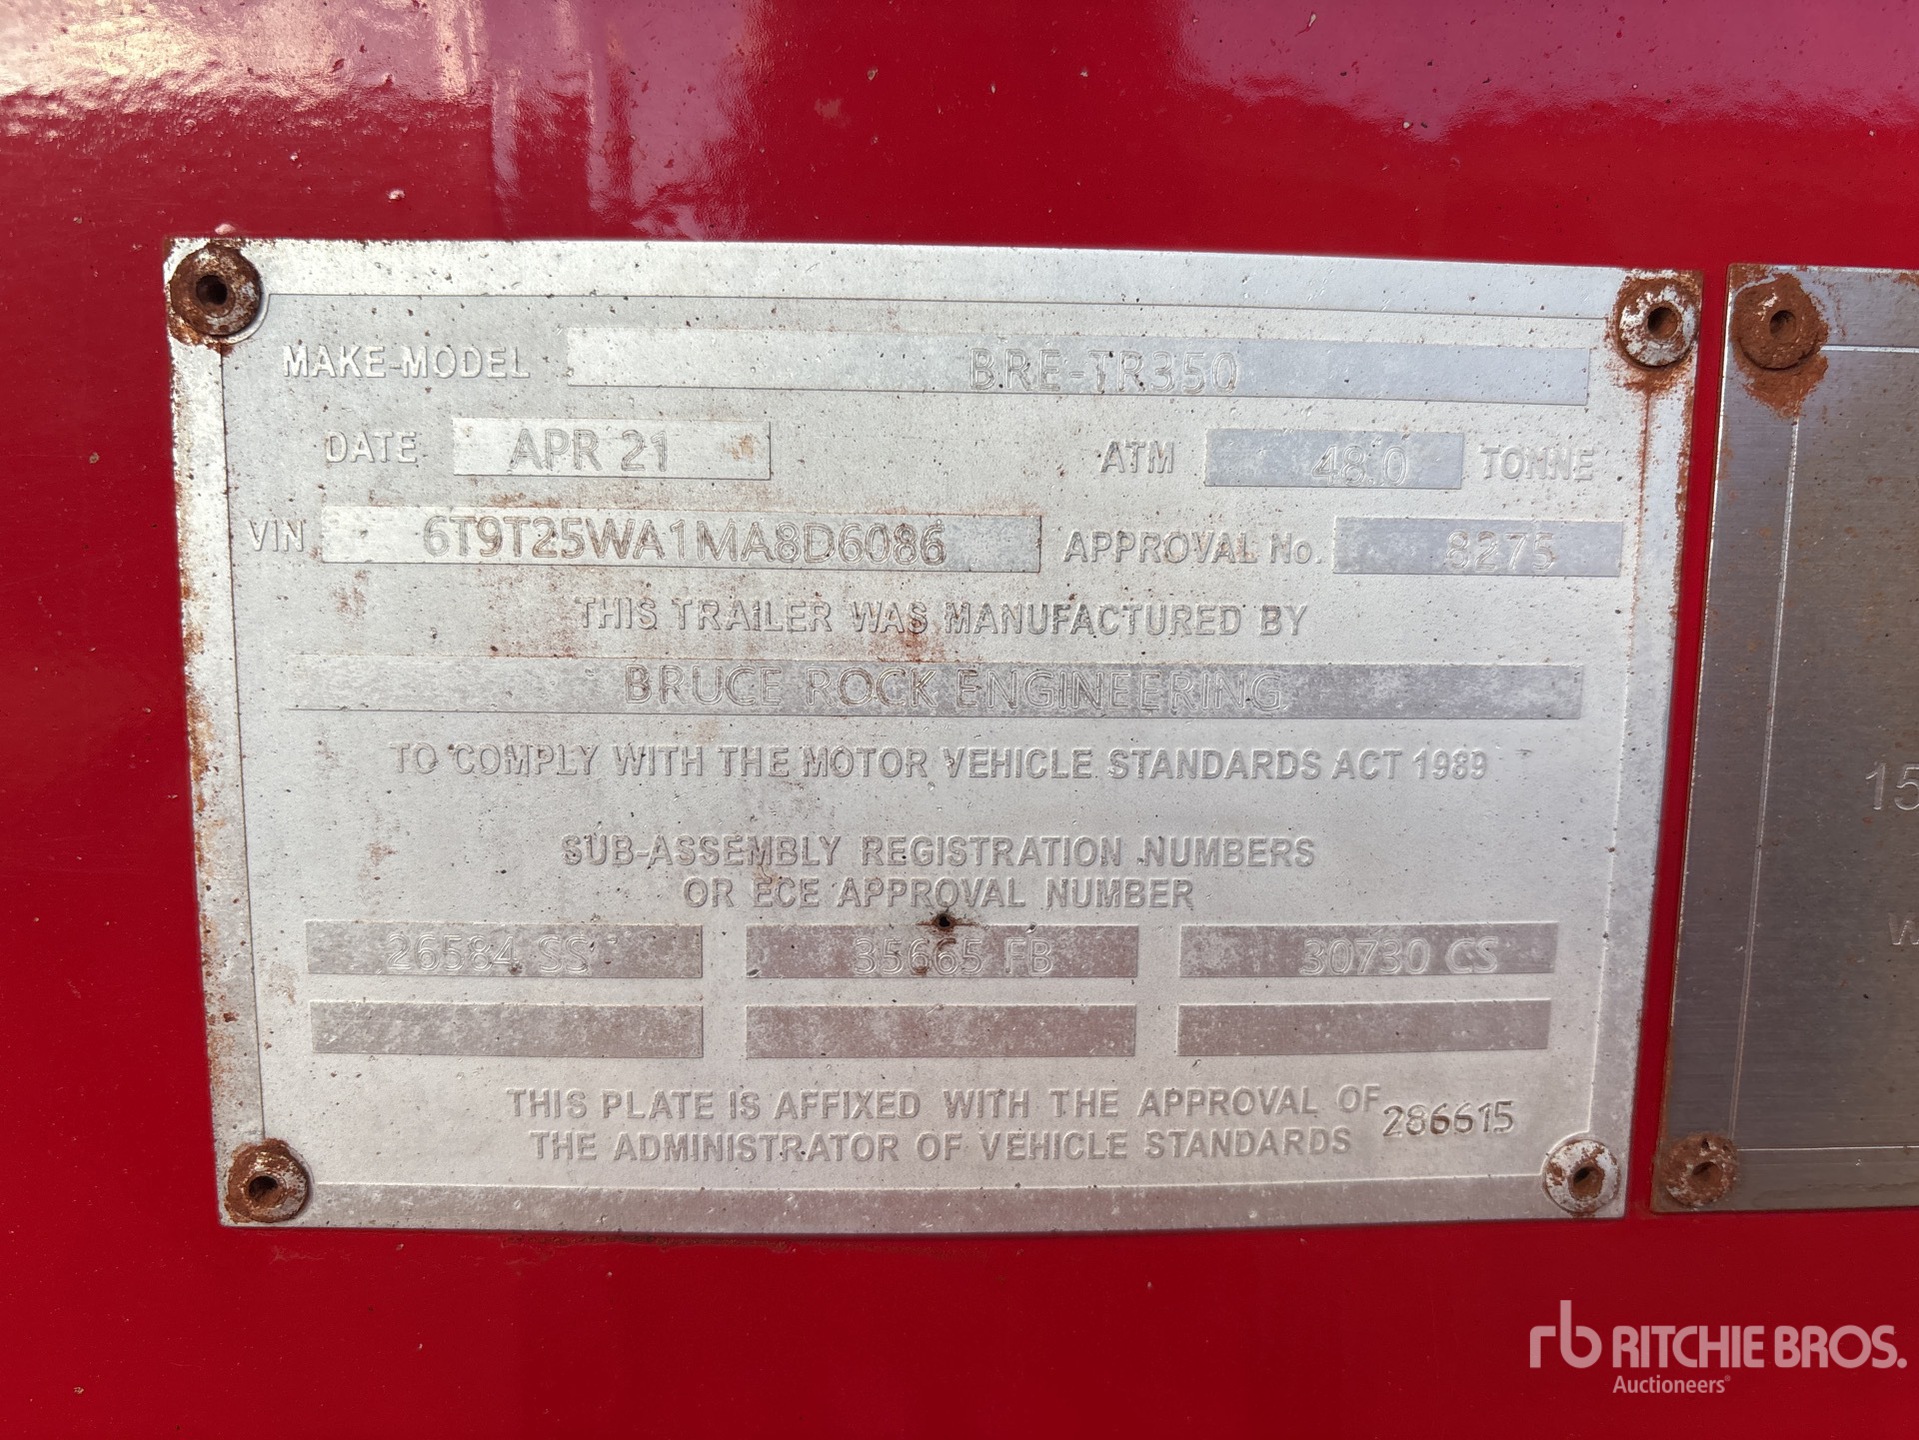 MAKE-MODEL BRE-TR350
DATE APR 21 ATM 48.0 TONNE
VIN 6T9T25WA1MA8D6086 APPROVAL No. 8275
THIS TRAILER WAS MANUFACTURED BY
BRUCE ROCK ENGINEERING
TO COMPLY WITH THE MOTOR VEHICLE STANDARDS ACT 1989
SUB-ASSEMBLY REGISTRATION NUMBERS
OR ECE APPROVAL NUMBER
26584 SS 35665 FB 30730 CS
THIS PLATE IS AFFIXED WITH THE APPROVAL OF
THE ADMINISTRATOR OF VEHICLE STANDARDS 286615
15
W
rb RITCHIE BROS.
Auctioneers®